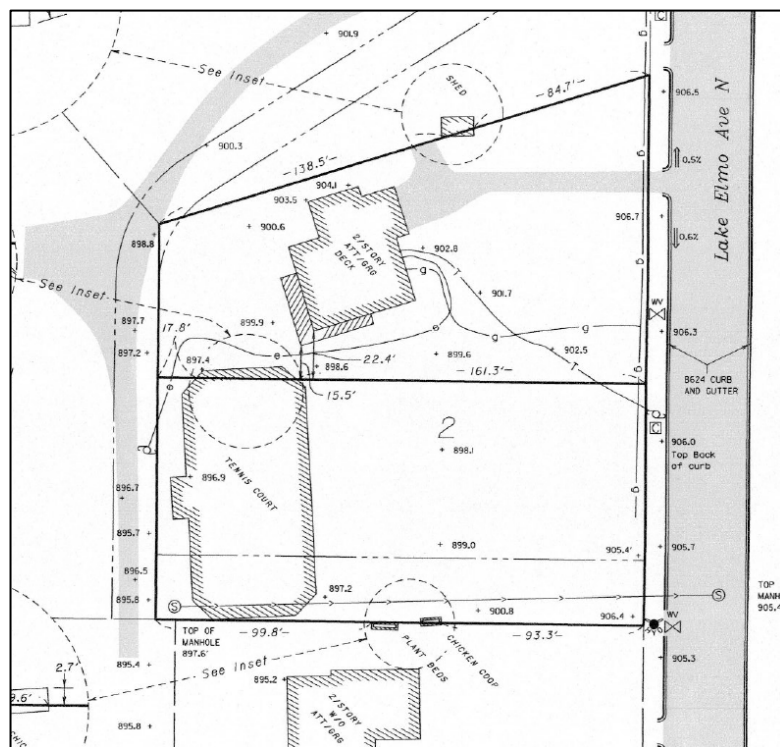 901.9
C
See inset
SHED
—84.7'—
906.5
Lake Elmo Ave N
0.5%
900.3
—138.5'—
904.1
903.5
900.6
2/STORY
ATT/GRG
DECK
906.7
0.6%
898.8
902.8
See inset
901.7
WV
17.8'
899.9
897.7
897.2
897.4
898.6
22.4'
899.6
902.5
906.3
—161.3'—
15.5'
B624 CURB
AND GUTTER
2
C
906.0
Top Back
of curb
898.1
TENNIS COURT
896.9
896.7
895.7
899.0
905.4'
905.7
896.5
895.8
897.2
S
S
TOP
MANH
905.4
900.8
906.4
WV
TOP OF
MANHOLE
897.6'
—99.8'—
—93.3'—
PLANT BEDS
CHICKEN COOP
See inset
895.4
2.7'
895.2
905.3
9.6'
2/STORY
W/O
ATT/GRG
895.8
CHIC